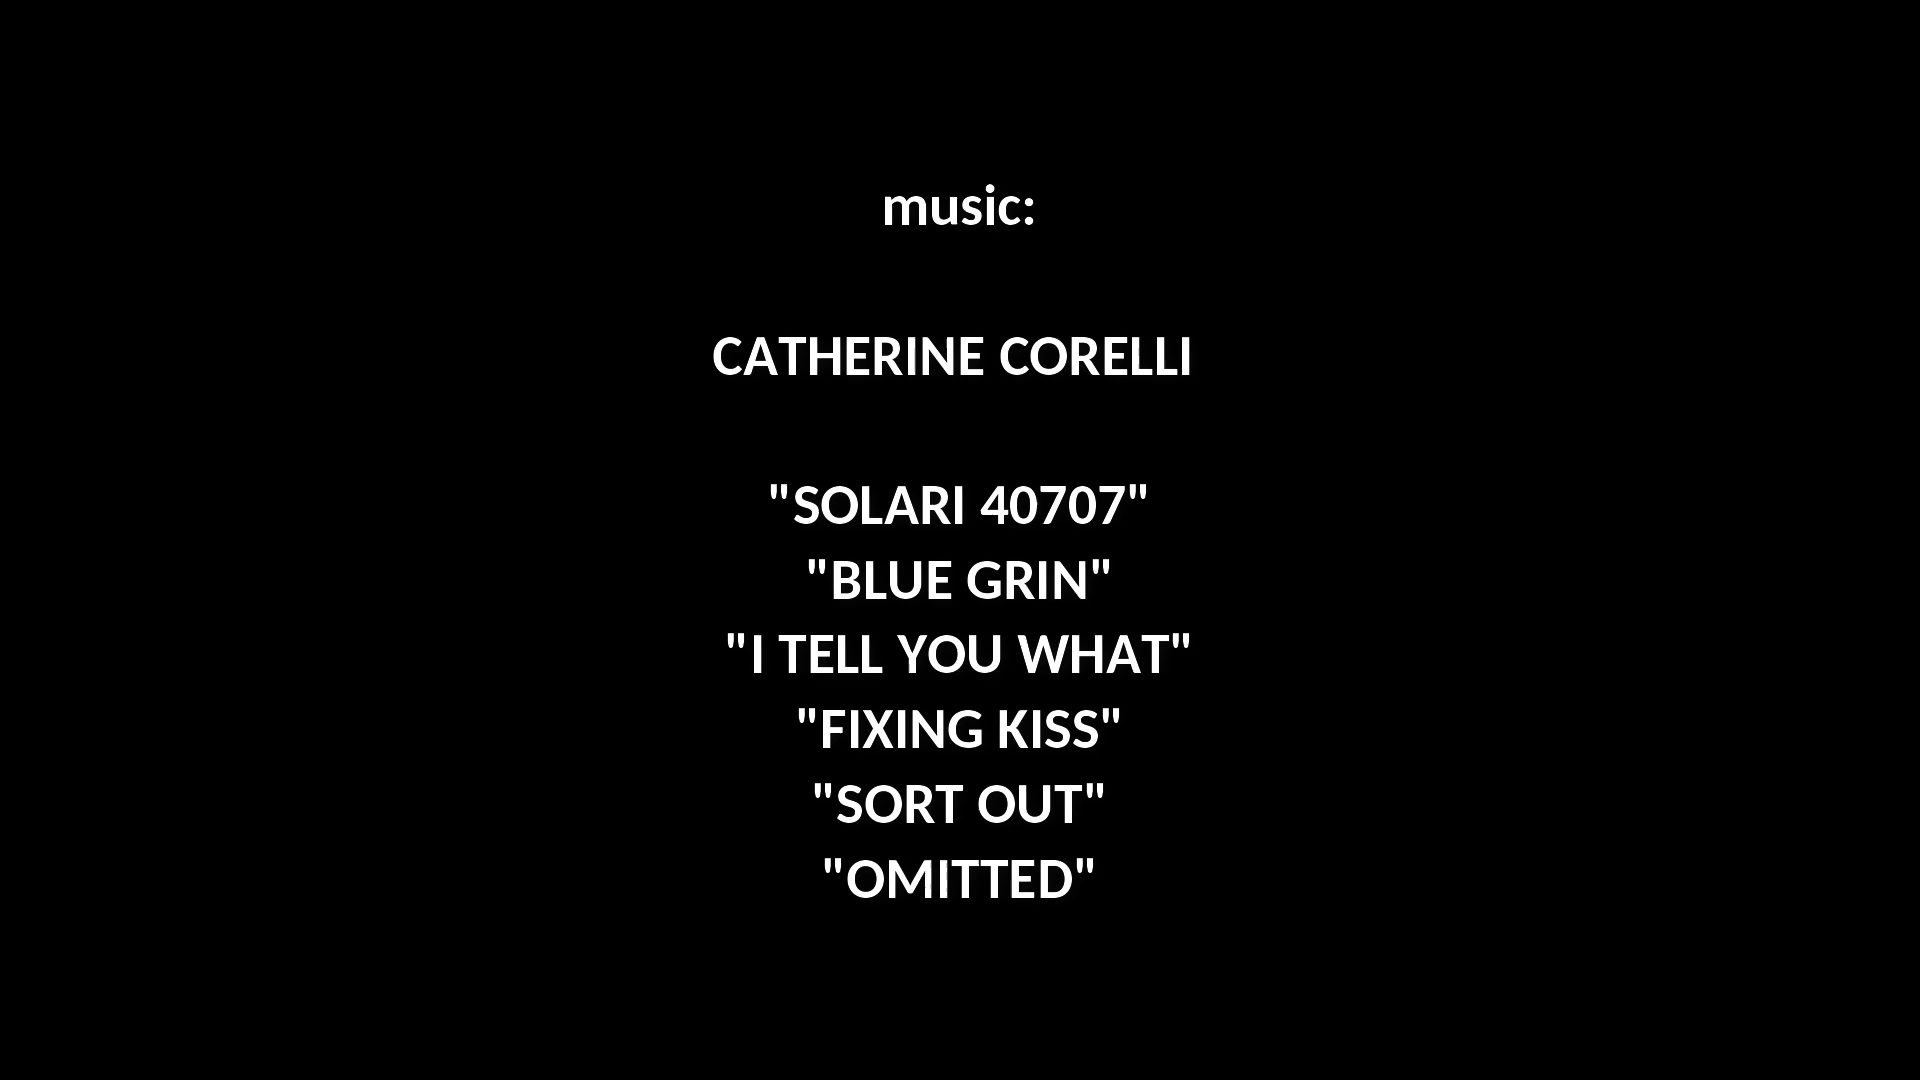 music:
CATHERINE CORELLI
"SOLARI 40707"
"BLUE GRIN"
"I TELL YOU WHAT"
"FIXING KISS"
"SORT OUT"
"OMITTED"